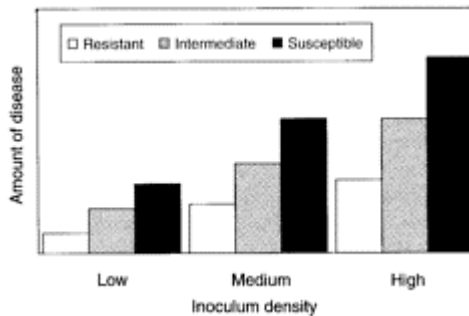 Resistant Intermediate Susceptible
Amount of disease
Low Medium High
Inoculum density